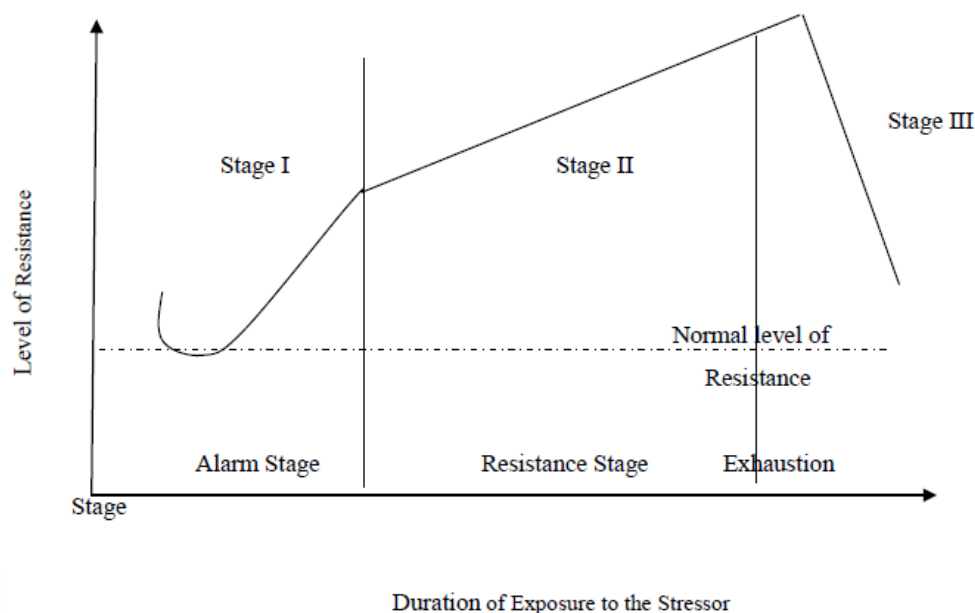 Stage III
Stage I
Stage II
Level of Resistance
Normal level of
Resistance
Alarm Stage
Resistance Stage
Exhaustion
Stage
Duration of Exposure to the Stressor